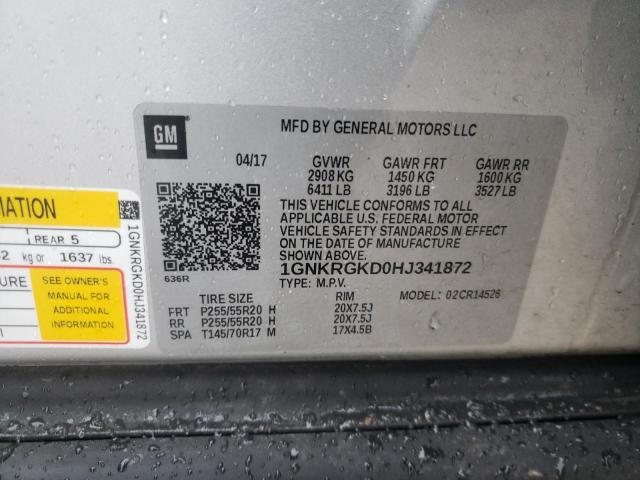 GM
MFD BY GENERAL MOTORS LLC
04/17 GVWR GAWR FRT GAWR RR
2908 KG 1450 KG 1600 KG
6411 LB 3196 LB 3527 LB
THIS VEHICLE CONFORMS TO ALL
APPLICABLE U.S. FEDERAL MOTOR
VEHICLE SAFETY STANDARDS IN EFFECT
ON THE DATE OF MANUFACTURE
SHOWN ABOVE.
1GNKRGKD0HJ341872
TYPE: M.P.V.
636R
TIRE SIZE RIM MODEL: 02CR14526
FRT P255/55R20 H 20X7.5J
RR P255/55R20 H 20X7.5J
SPA T145/70R17 M 17X4.5B
MATION
REAR 5
2 kg or 1637 lbs.
URE SEE OWNER'S
MANUAL FOR
ADDITIONAL
INFORMATION
1GNKRGKD0HJ341872